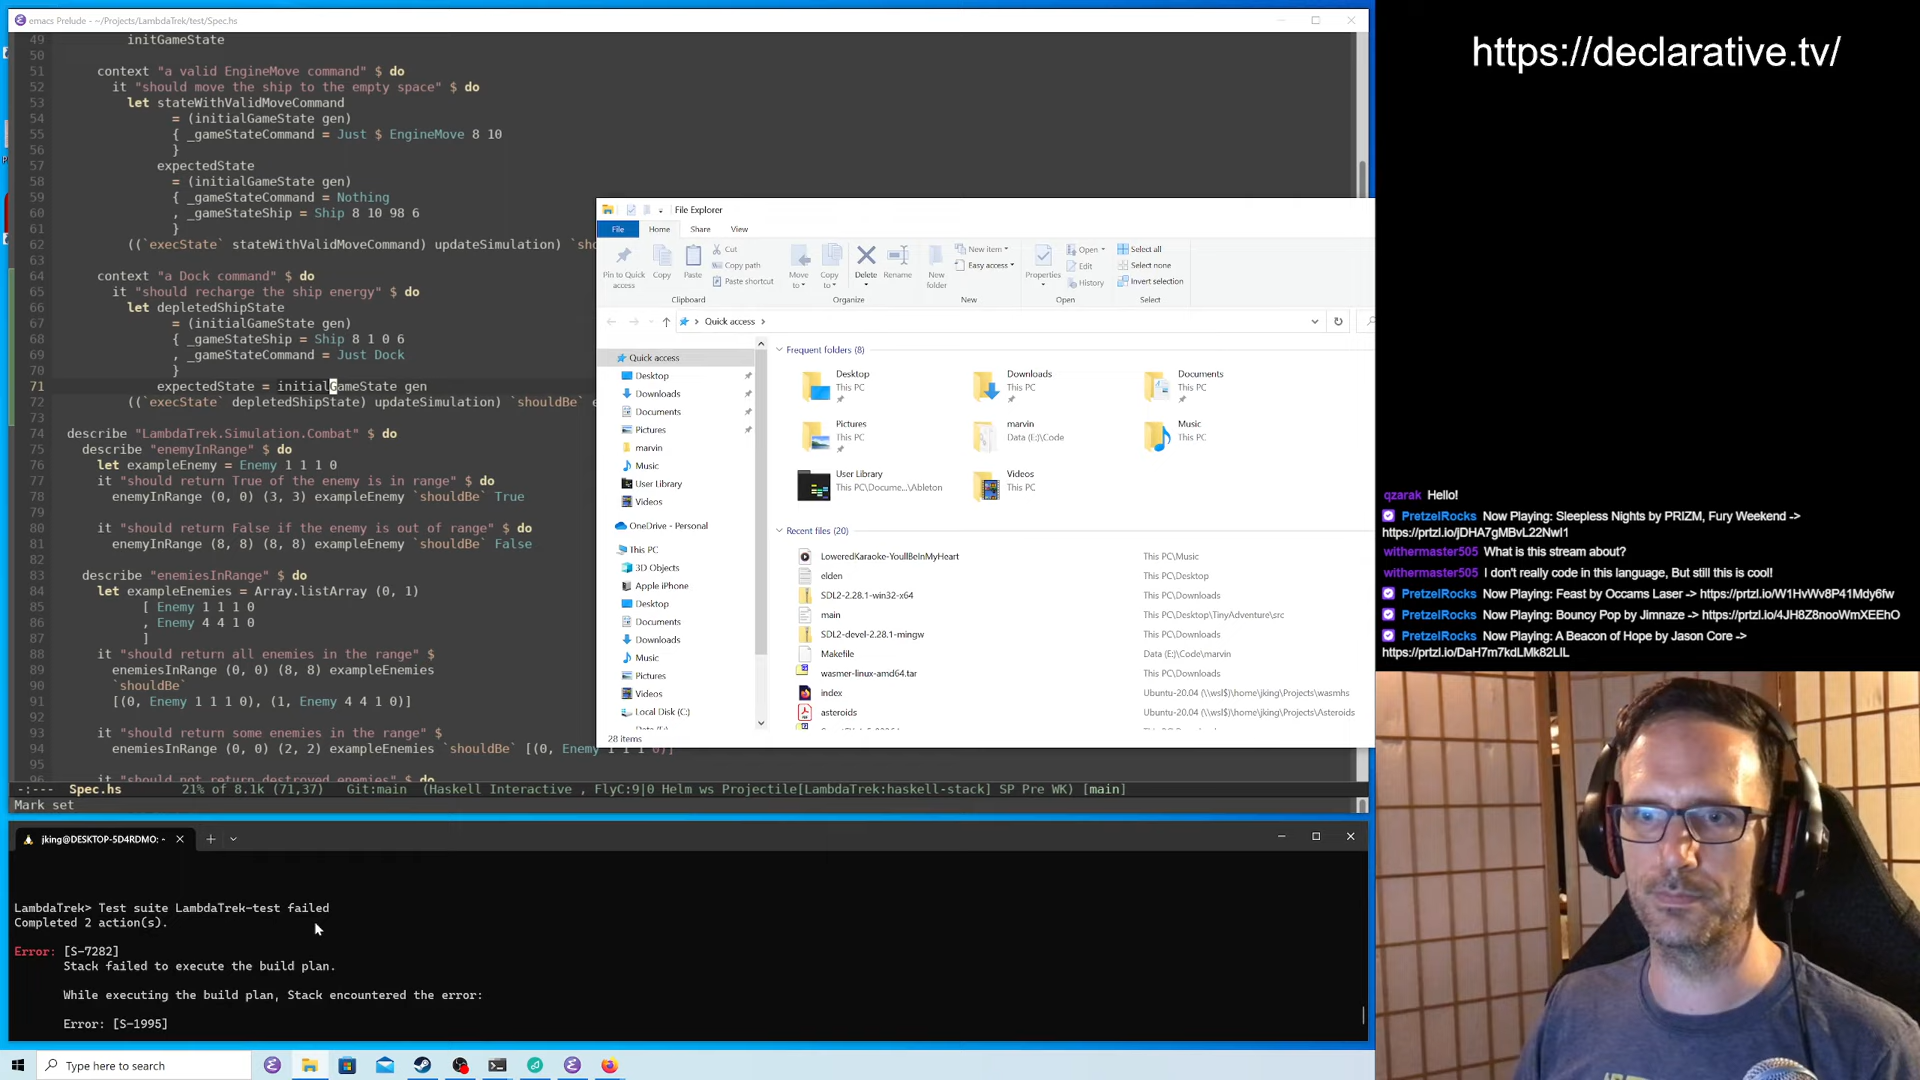 emacs Prelude - ~/Projects/LambdaTrek/test/Spec.hs
49 initGameState
50
51 context "a valid EngineMove command" $ do
52 it "should move the ship to the empty space" $ do
53 let stateWithValidMoveCommand
54 = (initialGameState gen)
55 { _gameStateCommand = Just $ EngineMove 8 10
56 }
57 expectedState
58 = (initialGameState gen)
59 { _gameStateCommand = Nothing
60 , _gameStateShip = Ship 8 10 98 6
61 }
62 ((`execState` stateWithValidMoveCommand) updateSimulation) `shou
63
64 context "a Dock command" $ do
65 it "should recharge the ship energy" $ do
66 let depletedShipState
67 = (initialGameState gen)
68 { _gameStateShip = Ship 8 1 0 6
69 , _gameStateCommand = Just Dock
70 }
71 expectedState = initialGameState gen
72 ((`execState` depletedShipState) updateSimulation) `shouldBe` e
73
74 describe "LambdaTrek.Simulation.Combat" $ do
75 describe "enemyInRange" $ do
76 let exampleEnemy = Enemy 1 1 1 0
77 it "should return True of the enemy is in range" $ do
78 enemyInRange (0, 0) (3, 3) exampleEnemy `shouldBe` True
79
80 it "should return False if the enemy is out of range" $ do
81 enemyInRange (8, 8) (8, 8) exampleEnemy `shouldBe` False
82
83 describe "enemiesInRange" $ do
84 let exampleEnemies = Array.listArray (0, 1)
85 [ Enemy 1 1 1 0
86 , Enemy 4 4 1 0
87 ]
88 it "should return all enemies in the range" $
89 enemiesInRange (0, 0) (8, 8) exampleEnemies
90 `shouldBe`
91 [(0, Enemy 1 1 1 0), (1, Enemy 4 4 1 0)]
92
93 it "should return some enemies in the range" $
94 enemiesInRange (0, 0) (2, 2) exampleEnemies `shouldBe` [(0, Enemy 1 1 1 0)]
95
96 it "should not return destroyed enemies" $ do
-:--- Spec.hs 21% of 8.1k (71,37) Git:main (Haskell Interactive , FlyC:9|0 Helm ws Projectile[LambdaTrek:haskell-stack] SP Pre WK) [main]
Mark set
File Explorer
File Home Share View
Pin to Quick access
Copy
Paste
Cut
Copy path
Paste shortcut
Clipboard
Move to
Copy to
Delete
Rename
Organize
New folder
New item
Easy access
New
Properties
Open
Edit
History
Open
Select all
Select none
Invert selection
Select
Quick access
Quick access
Desktop
Downloads
Documents
Pictures
marvin
Music
User Library
Videos
OneDrive - Personal
This PC
3D Objects
Apple iPhone
Desktop
Documents
Downloads
Music
Pictures
Videos
Local Disk (C:)
28 items
Frequent folders (8)
Desktop
This PC
Downloads
This PC
Documents
This PC
Pictures
This PC
marvin
Data (E:)\Code
Music
This PC
User Library
This PC\Docume...\Ableton
Videos
This PC
Recent files (20)
LoweredKaraoke-YoullBeInMyHeart This PC\Music
elden This PC\Desktop
SDL2-2.28.1-win32-x64 This PC\Downloads
main This PC\Desktop\TinyAdventure\src
SDL2-devel-2.28.1-mingw This PC\Downloads
Makefile Data (E:)\Code\marvin
wasmer-linux-amd64.tar This PC\Downloads
index Ubuntu-20.04 (\\wsl$)\home\jking\Projects\wasmhs
asteroids Ubuntu-20.04 (\\wsl$)\home\jking\Projects\Asteroids
jking@DESKTOP-5D4RDMO: ~
LambdaTrek> Test suite LambdaTrek-test failed
Completed 2 action(s).
Error: [S-7282]
Stack failed to execute the build plan.
While executing the build plan, Stack encountered the error:
Error: [S-1995]
Type here to search
https://declarative.tv/
qzarak Hello!
PretzelRocks Now Playing: Sleepless Nights by PRIZM, Fury Weekend ->
https://prtzl.io/jDHA7gMBvL22NwI1
withermaster505 What is this stream about?
withermaster505 I don't really code in this language, But still this is cool!
PretzelRocks Now Playing: Feast by Occams Laser -> https://prtzl.io/W1HvWv8P41Mdy6fw
PretzelRocks Now Playing: Bouncy Pop by Jimnaze -> https://prtzl.io/4JH8Z8nooWmXEEhO
PretzelRocks Now Playing: A Beacon of Hope by Jason Core ->
https://prtzl.io/DaH7m7kdLMk82LIL